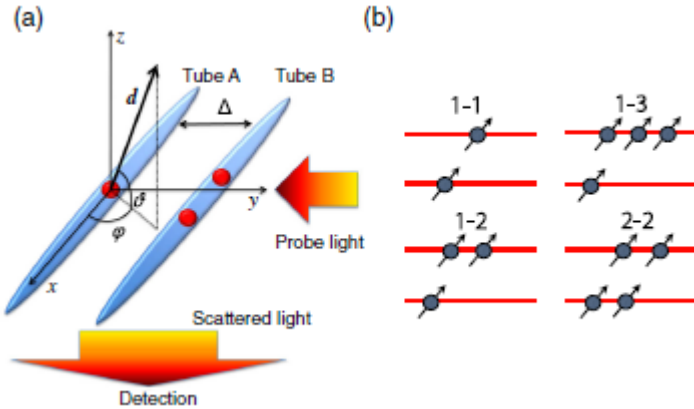 (a)
(b)
z
Tube A
Tube B
d
Δ
1-1
1-3
ϑ
y
φ
Probe light
1-2
2-2
x
Scattered light
Detection